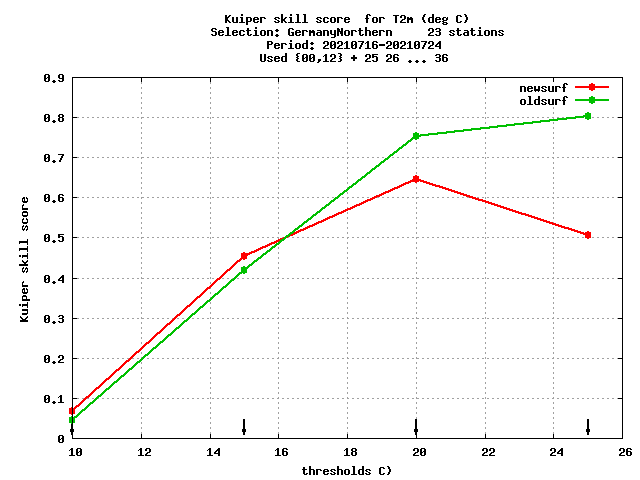 Kuiper skill score  for T2m (deg C)
Selection: GermanyNorthern     23 stations
Period: 20210716-20210724
Used {00,12} + 25 26 ... 36
newsurf
oldsurf
0.9
0.8
0.7
0.6
0.5
0.4
0.3
0.2
0.1
0
Kuiper skill score
10 12 14 16 18 20 22 24 26
thresholds C)